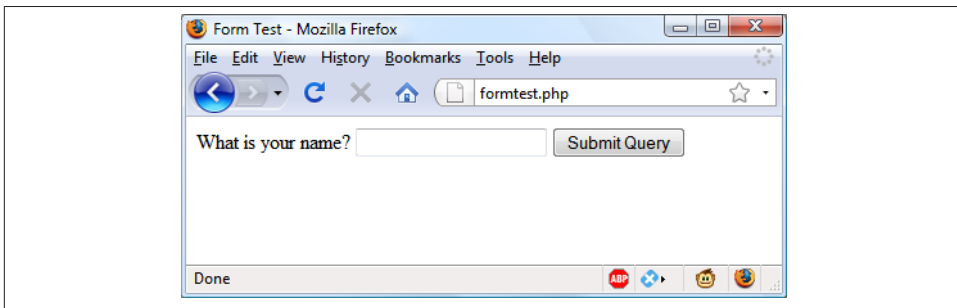 Form Test - Mozilla Firefox
File Edit View History Bookmarks Tools Help
formtest.php
What is your name? Submit Query
Done
ABP